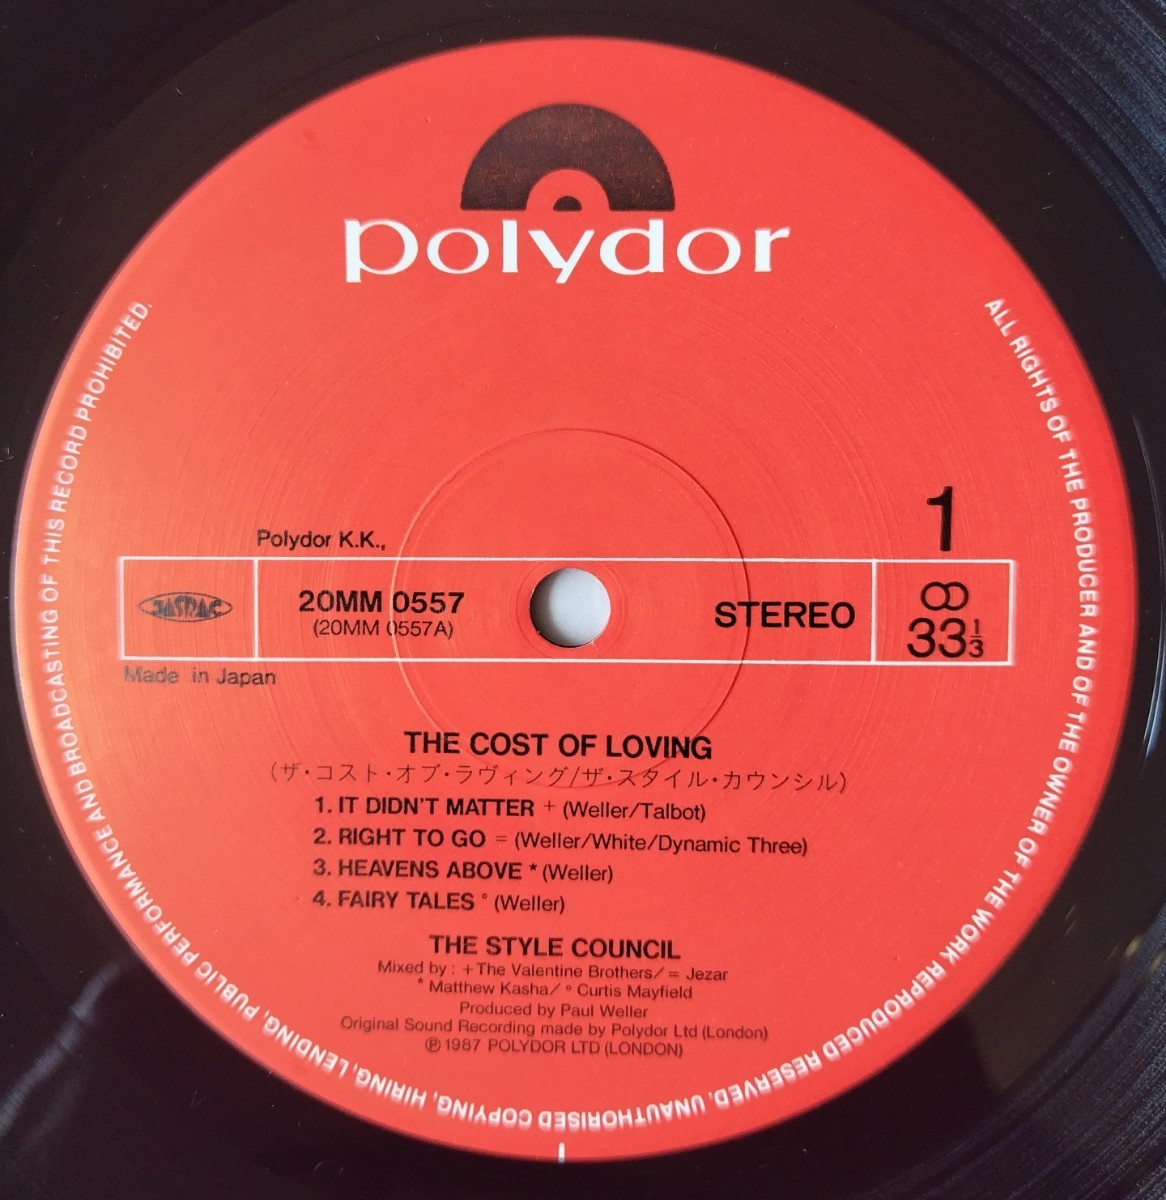 polydor
ALL RIGHTS OF THE PRODUCER AND OF THE OWNER OF THE WORK REPRODUCED RESERVED. UNAUTHORISED COPYING, HIRING, LENDING, PUBLIC PERFORMANCE AND BROADCASTING OF THIS RECORD PROHIBITED.
1
Polydor K.K.,
JASRAC
20MM 0557
(20MM 0557A)
STEREO
33 1/3
Made in Japan
THE COST OF LOVING
(ザ・コスト・オブ・ラヴィング/ザ・スタイル・カウンシル)
1. IT DIDN'T MATTER + (Weller/Talbot)
2. RIGHT TO GO = (Weller/White/Dynamic Three)
3. HEAVENS ABOVE * (Weller)
4. FAIRY TALES ° (Weller)
THE STYLE COUNCIL
Mixed by : + The Valentine Brothers/ = Jezar
* Matthew Kasha/ ° Curtis Mayfield
Produced by Paul Weller
Original Sound Recording made by Polydor Ltd (London)
℗ 1987 POLYDOR LTD (LONDON)